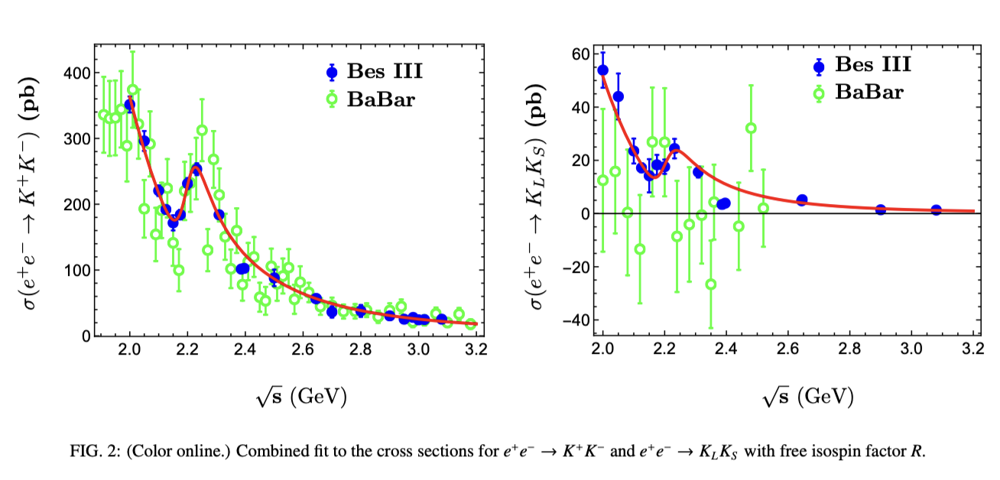 σ(e⁺e⁻ → K⁺K⁻) (pb)
400
300
200
100
0
Bes III
BaBar
2.0 2.2 2.4 2.6 2.8 3.0 3.2
√s (GeV)
σ(e⁺e⁻ → K_L K_S) (pb)
60
40
20
0
−20
−40
Bes III
BaBar
2.0 2.2 2.4 2.6 2.8 3.0 3.2
√s (GeV)
FIG. 2: (Color online.) Combined fit to the cross sections for e⁺e⁻ → K⁺K⁻ and e⁺e⁻ → K_L K_S with free isospin factor R.